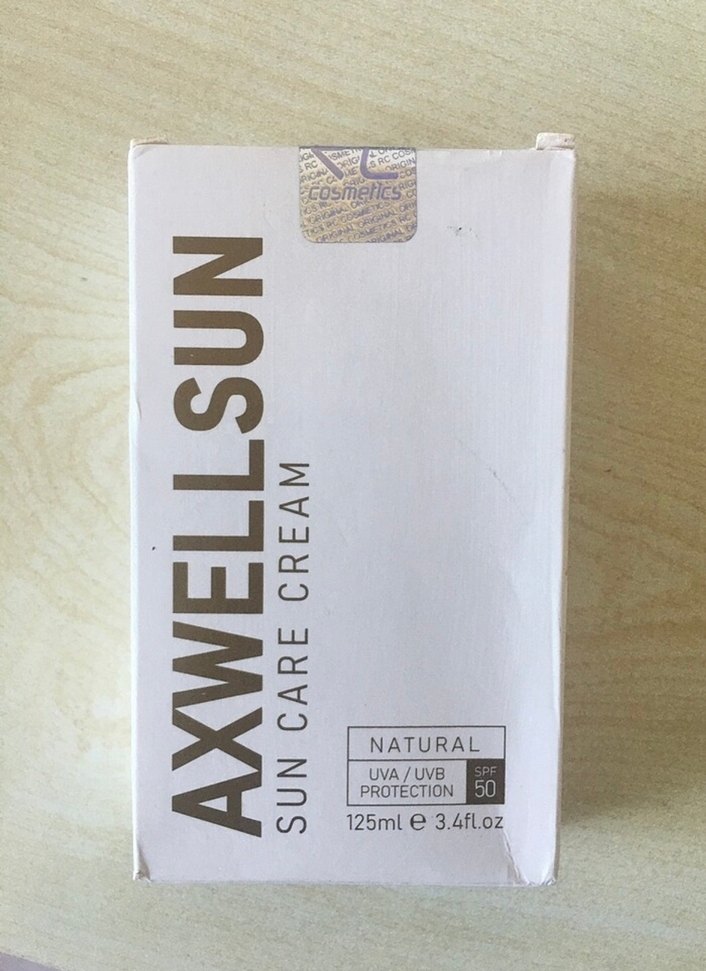 cosmetics
AXWELLSUN
SUN CARE CREAM
NATURAL
UVA / UVB
PROTECTION
SPF
50
125ml e 3.4fl.oz